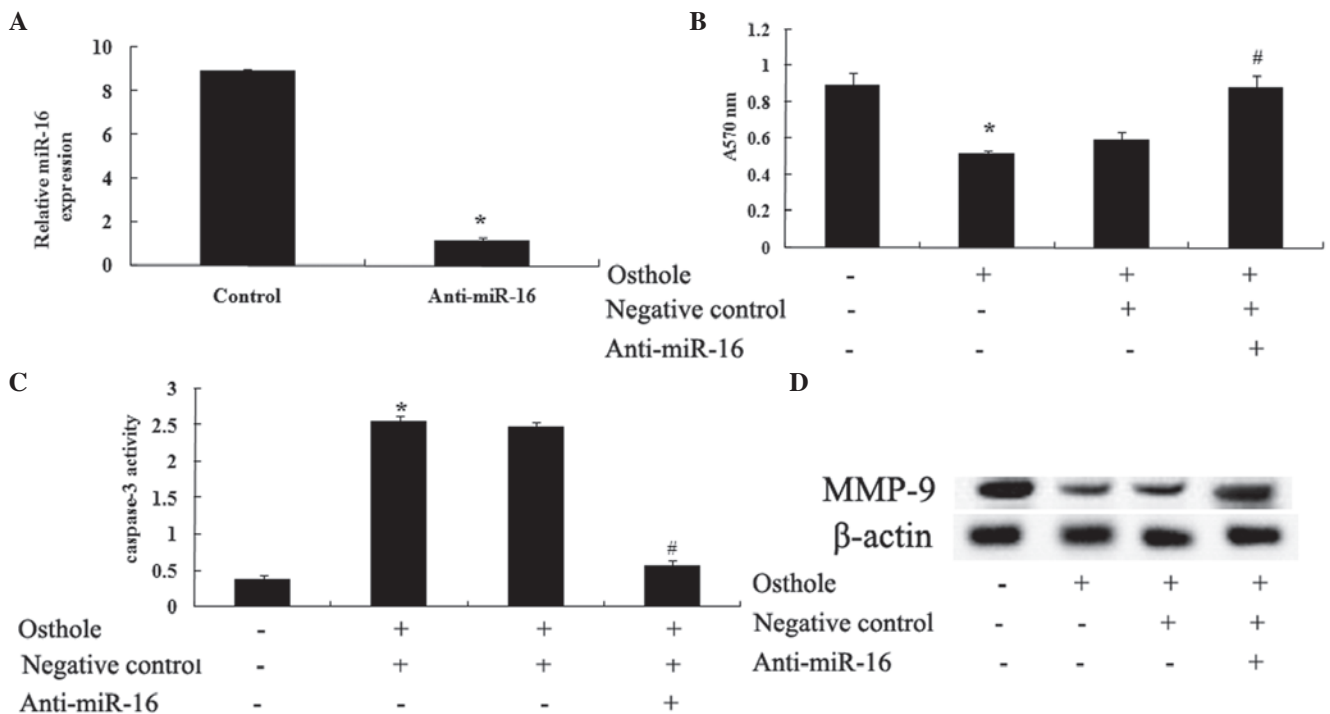 A
10
8
6
4
2
0
Relative miR-16
expression
*
Control
Anti-miR-16
B
1.2
1
0.8
0.6
0.4
0.2
0
A570 nm
*
#
Osthole - + + +
Negative control - - + +
Anti-miR-16 - - - +
C
3
2.5
2
1.5
1
0.5
0
caspase-3 activity
*
#
Osthole - + + +
Negative control - + + +
Anti-miR-16 - - - +
D
MMP-9
β-actin
Osthole - + + +
Negative control - - + +
Anti-miR-16 - - - +